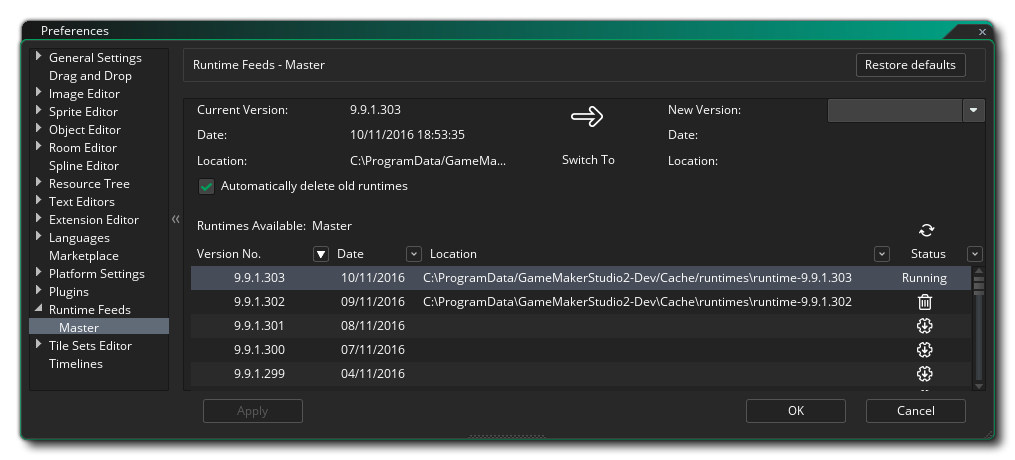 Preferences
General Settings
Drag and Drop
Image Editor
Sprite Editor
Object Editor
Room Editor
Spline Editor
Resource Tree
Text Editors
Extension Editor
Languages
Marketplace
Platform Settings
Plugins
Runtime Feeds
Master
Tile Sets Editor
Timelines
Runtime Feeds - Master
Restore defaults
Current Version: 9.9.1.303 New Version:
Date: 10/11/2016 18:53:35 Date:
Location: C:\ProgramData/GameMa... Switch To Location:
Automatically delete old runtimes
Runtimes Available: Master
Version No. Date Location Status
9.9.1.303 10/11/2016 C:\ProgramData/GameMakerStudio2-Dev/Cache/runtimes\runtime-9.9.1.303 Running
9.9.1.302 09/11/2016 C:\ProgramData/GameMakerStudio2-Dev\Cache\runtimes\runtime-9.9.1.302
9.9.1.301 08/11/2016
9.9.1.300 07/11/2016
9.9.1.299 04/11/2016
Apply OK Cancel